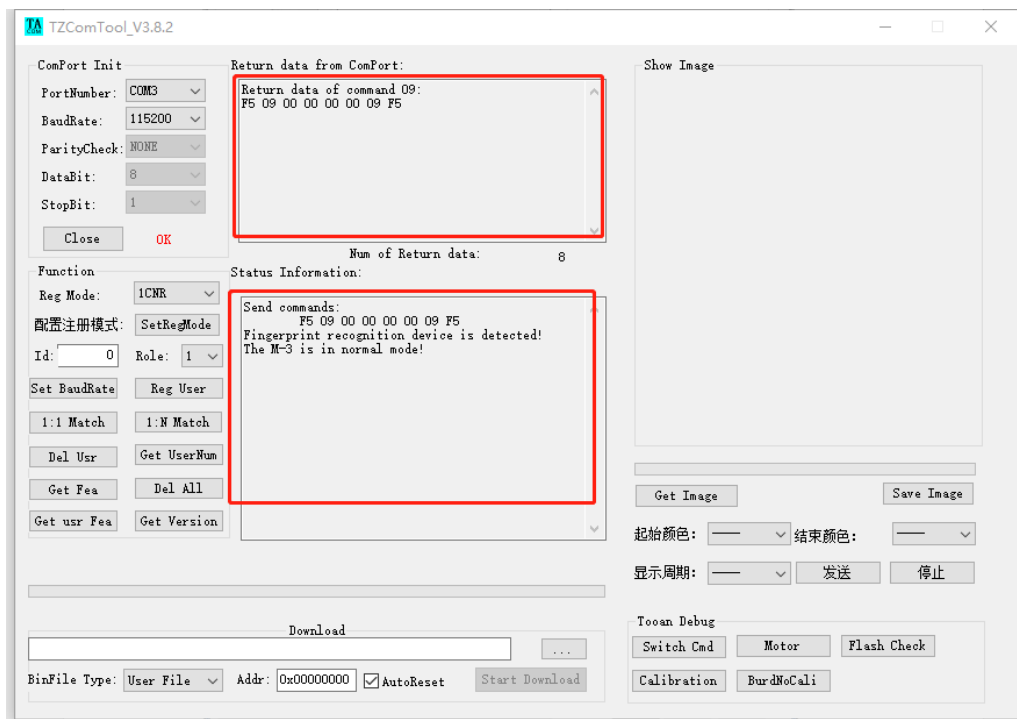 TA
COM
TZComTool_V3.8.2
ComPort Init
PortNumber: COM3
BaudRate: 115200
ParityCheck: NONE
DataBit: 8
StopBit: 1
Close OK
Return data from ComPort:
Return data of command 09:
F5 09 00 00 00 00 09 F5
Num of Return data: 8
Function
Reg Mode: 1CNR
配置注册模式: SetRegMode
Id: 0 Role: 1
Set BaudRate Reg User
1:1 Match 1:N Match
Del Usr Get UserNum
Get Fea Del All
Get usr Fea Get Version
Status Information:
Send commands:
F5 09 00 00 00 00 09 F5
Fingerprint recognition device is detected!
The M-3 is in normal mode!
Show Image
Get Image Save Image
起始颜色: 结束颜色:
显示周期: 发送 停止
Download
...
BinFile Type: User File Addr: 0x00000000 AutoReset Start Download
Tooan Debug
Switch Cmd Motor Flash Check
Calibration BurdNoCali